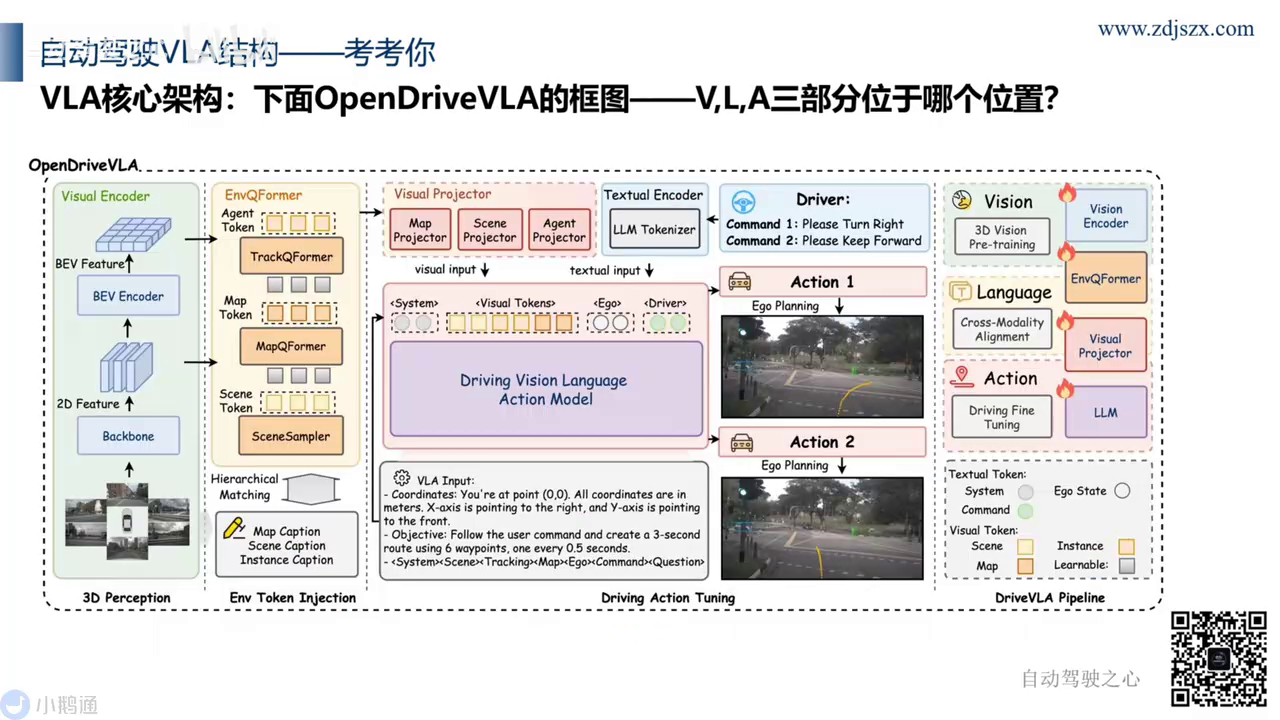 www.zdjszx.com
自动驾驶VLA结构——考考你
VLA核心架构：下面OpenDriveVLA的框图——V,L,A三部分位于哪个位置？
OpenDriveVLA
Visual Encoder
BEV Feature
BEV Encoder
2D Feature
Backbone
3D Perception
EnvQFormer
Agent
Token
TrackQFormer
Map
Token
MapQFormer
Scene
Token
SceneSampler
Hierarchical
Matching
Map Caption
Scene Caption
Instance Caption
Env Token Injection
Visual Projector
Map
Projector
Scene
Projector
Agent
Projector
visual input
Textual Encoder
LLM Tokenizer
textual input
Driver:
Command 1: Please Turn Right
Command 2: Please Keep Forward
<System>
<Visual Tokens>
<Ego>
<Driver>
Driving Vision Language
Action Model
VLA Input:
- Coordinates: You're at point (0,0). All coordinates are in
meters. X-axis is pointing to the right, and Y-axis is pointing
to the front.
- Objective: Follow the user command and create a 3-second
route using 6 waypoints, one every 0.5 seconds.
- <System><Scene><Tracking><Map><Ego><Command><Question>
Action 1
Ego Planning
Action 2
Ego Planning
Driving Action Tuning
Vision
3D Vision
Pre-training
Vision
Encoder
EnvQFormer
Language
Cross-Modality
Alignment
Visual
Projector
Action
Driving Fine
Tuning
LLM
Textual Token:
System
Ego State
Command
Visual Token:
Scene
Instance
Map
Learnable:
DriveVLA Pipeline
自动驾驶之心
小鹅通